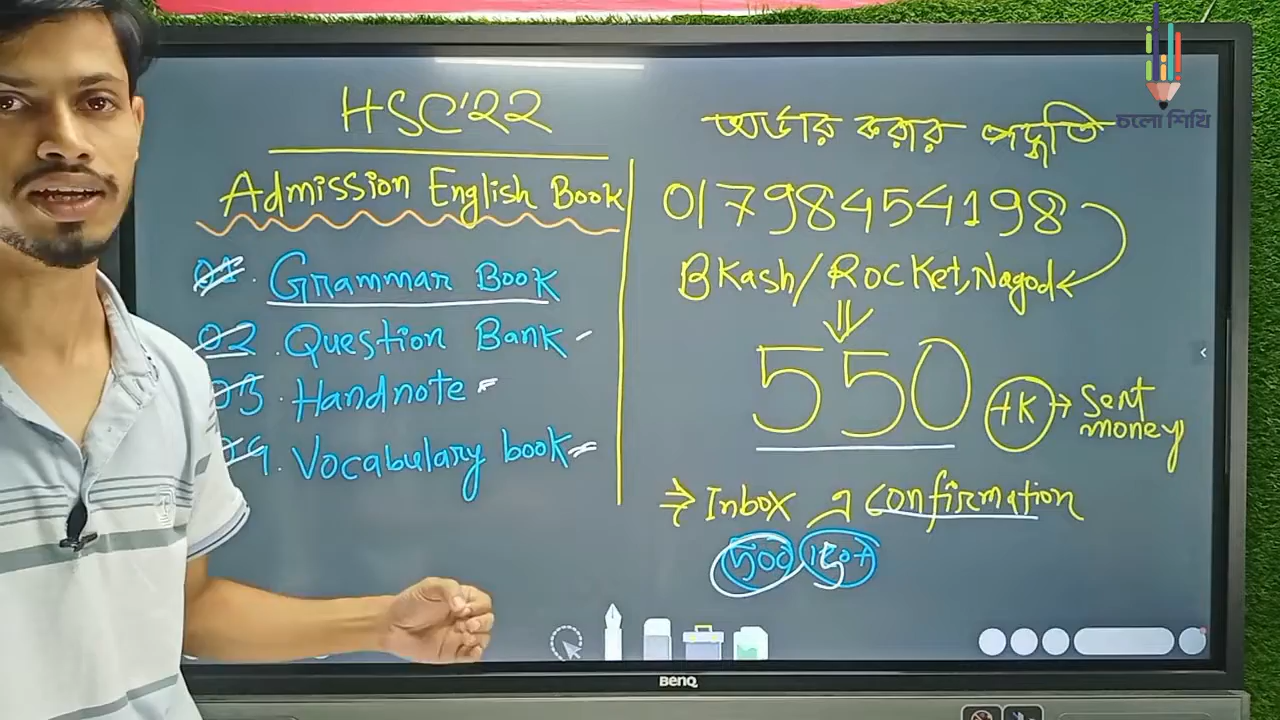 HSC'22
Admission English Book
01. Grammar Book
02. Question Bank
03. Handnote
04. Vocabulary book
অর্ডার করার পদ্ধতি
01798454198
BKash/Rocket, Nagod
550
Sent
money
⇒ Inbox এ confirmation
চলো শিখি
BenQ